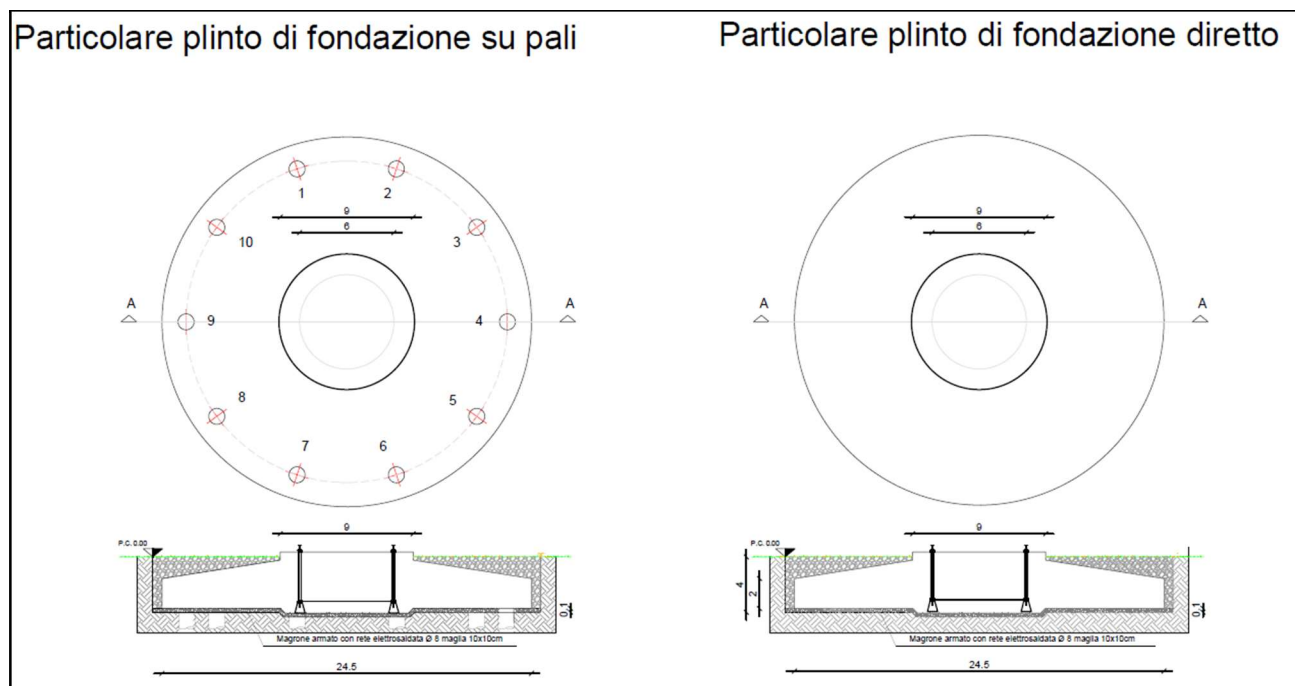 Particolare plinto di fondazione su pali
1
2
9
6
10
3
A
A
9
4
8
5
7
6
9
P.C. 0.00
0,1
Magrone armato con rete elettrosaldata Ø 8 maglia 10x10cm
24.5
Particolare plinto di fondazione diretto
9
6
A
A
9
P.C. 0.00
4
2
0,1
Magrone armato con rete elettrosaldata Ø 8 maglia 10x10cm
24.5